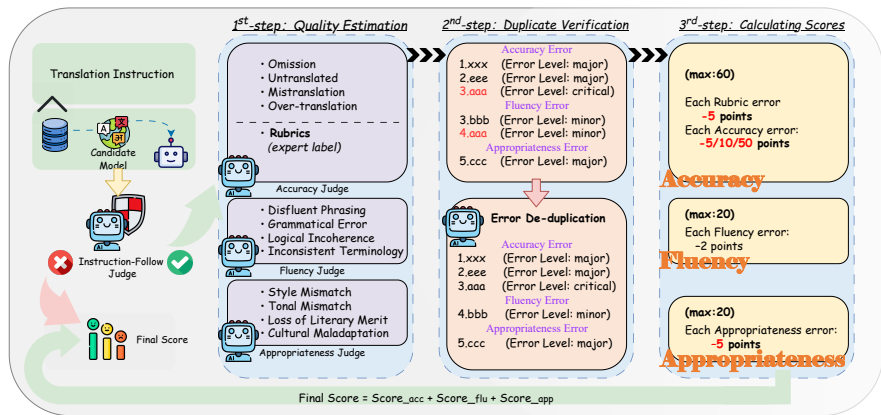 1st-step: Quality Estimation
2nd-step: Duplicate Verification
3rd-step: Calculating Scores
Translation Instruction
Candidate
Model
A
文
अ
AI
Instruction-Follow
Judge
Final Score
· Omission
· Untranslated
· Mistranslation
· Over-translation
· Rubrics
(expert label)
AI
Accuracy Judge
· Disfluent Phrasing
· Grammatical Error
· Logical Incoherence
· Inconsistent Terminology
AI
Fluency Judge
· Style Mismatch
· Tonal Mismatch
· Loss of Literary Merit
· Cultural Maladaptation
AI
Appropriateness Judge
Accuracy Error
1.xxx (Error Level: major)
2.eee (Error Level: major)
3.aaa (Error Level: critical)
Fluency Error
3.bbb (Error Level: minor)
4.aaa (Error Level: minor)
Appropriateness Error
5.ccc (Error Level: major)
AI
Error De-duplication
Accuracy Error
1.xxx (Error Level: major)
2.eee (Error Level: major)
3.aaa (Error Level: critical)
Fluency Error
4.bbb (Error Level: minor)
Appropriateness Error
5.ccc (Error Level: major)
(max:60)
Each Rubric error
-5 points
Each Accuracy error:
-5/10/50 points
Accuracy
(max:20)
Each Fluency error:
-2 points
Fluency
(max:20)
Each Appropriateness error:
-5 points
Appropriateness
Final Score = Score_acc + Score_flu + Score_app